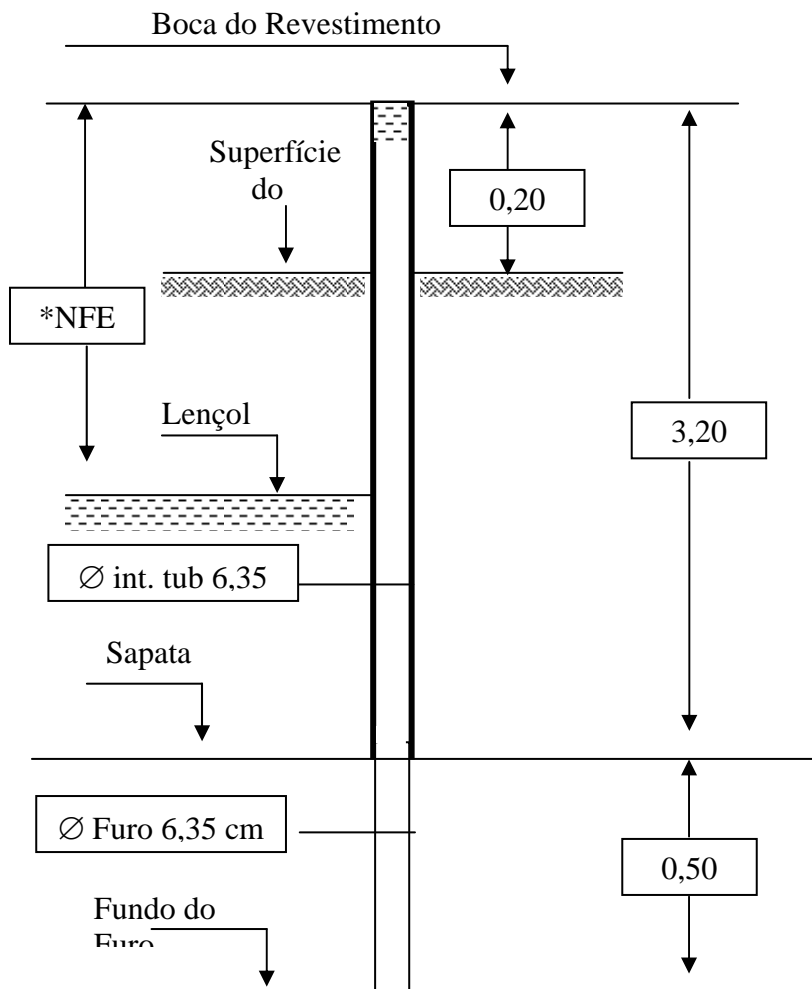 Boca do Revestimento
Superfície
do
0,20
*NFE
Lençol
3,20
∅ int. tub 6,35
Sapata
∅ Furo 6,35 cm
0,50
Fundo do
Furo